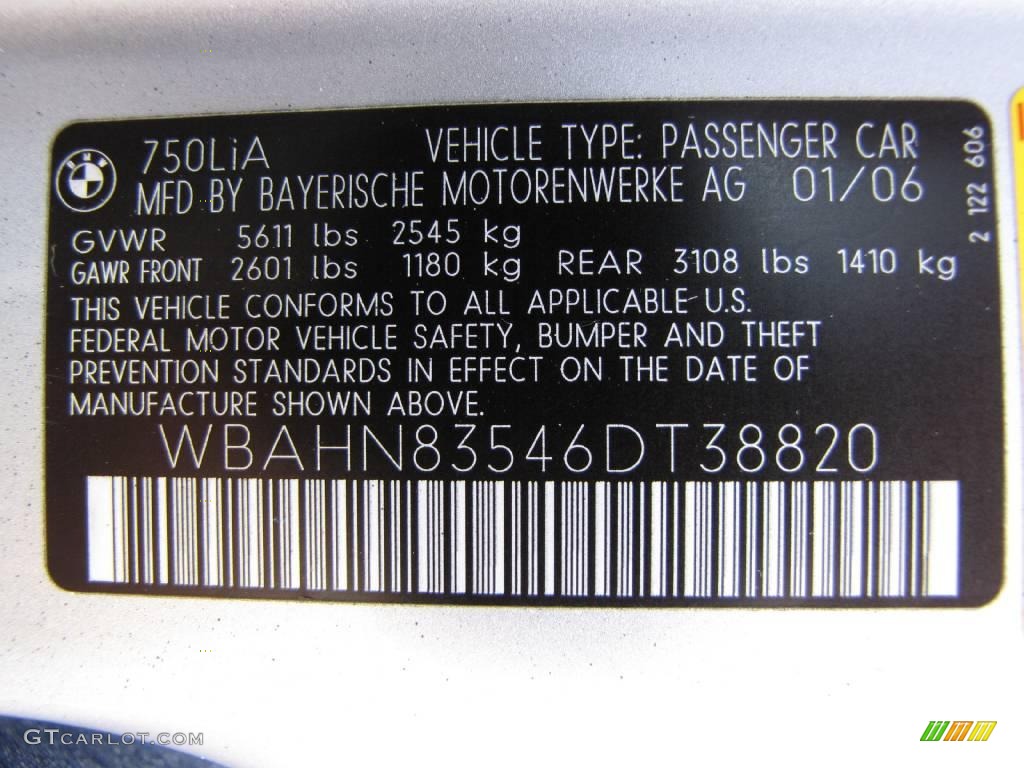 750LiA VEHICLE TYPE: PASSENGER CAR
MFD BY BAYERISCHE MOTORENWERKE AG 01/06
GVWR 5611 lbs 2545 kg
GAWR FRONT 2601 lbs 1180 kg REAR 3108 lbs 1410 kg
THIS VEHICLE CONFORMS TO ALL APPLICABLE U.S.
FEDERAL MOTOR VEHICLE SAFETY, BUMPER AND THEFT
PREVENTION STANDARDS IN EFFECT ON THE DATE OF
MANUFACTURE SHOWN ABOVE.
WBAHN83546DT38820
2 122 606
BMW
GTCARLOT.COM